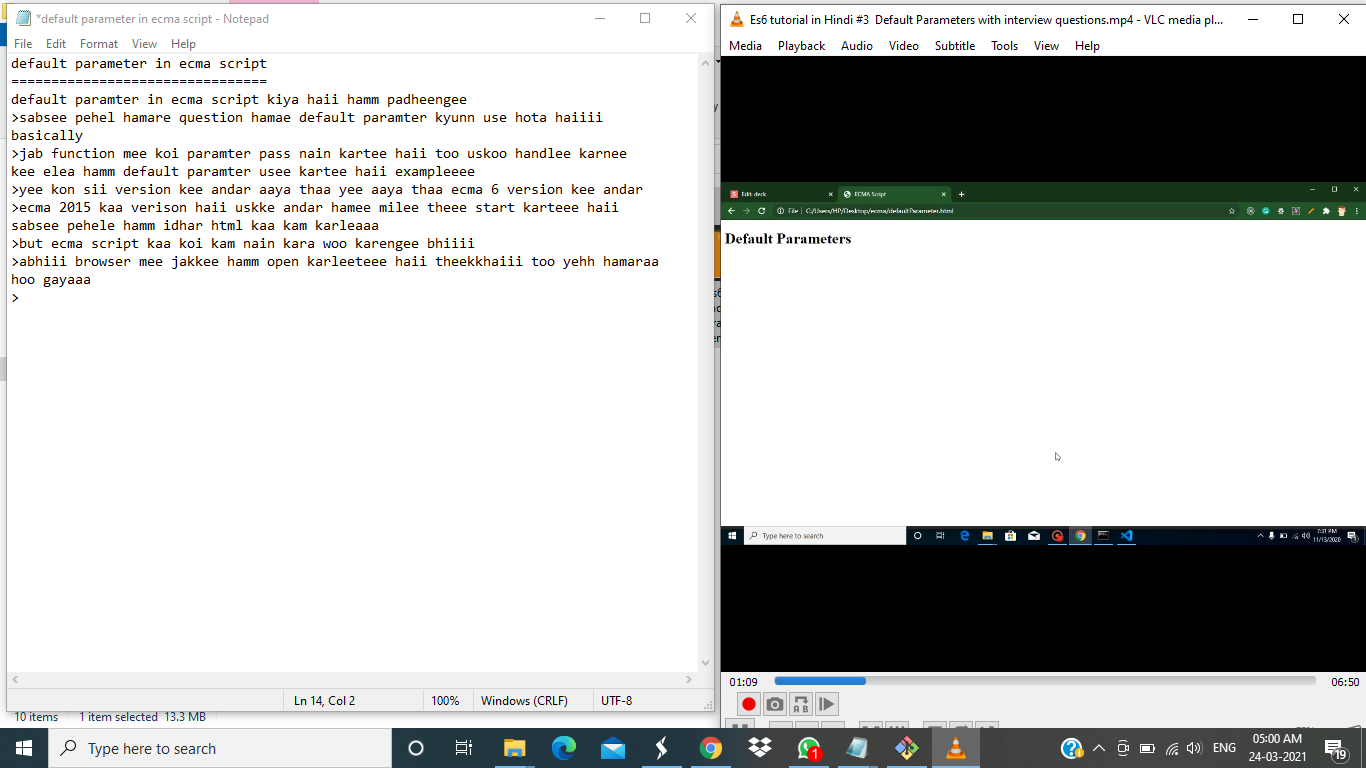 *default parameter in ecma script - Notepad
File Edit Format View Help
default parameter in ecma script
================================
default paramter in ecma script kiya haii hamm padheengee
>sabsee pehel hamare question hamae default paramter kyunn use hota haiiii
basically
>jab function mee koi paramter pass nain kartee haii too uskoo handlee karnee
kee elea hamm default paramter usee kartee haii exampleeee
>yee kon sii version kee andar aaya thaa yee aaya thaa ecma 6 version kee andar
>ecma 2015 kaa verison haii uskke andar hamee milee theee start karteee haii
sabsee pehele hamm idhar html kaa kam karleaaa
>but ecma script kaa koi kam nain kara woo karengee bhiiii
>abhiii browser mee jakkee hamm open karleeteee haii theekkhaiii too yehh hamaraa
hoo gayaaa
>
Ln 14, Col 2 100% Windows (CRLF) UTF-8
10 items 1 item selected 13.3 MB
Es6 tutorial in Hindi #3 Default Parameters with interview questions.mp4 - VLC media pl...
Media Playback Audio Video Subtitle Tools View Help
Edit: deck
ECMA Script
File C:/Users/HP/Desktop/ecma/defaultParameter.html
Default Parameters
Type here to search
7:31 PM
11/13/2020
01:09
06:50
Type here to search
1
ENG
05:00 AM
24-03-2021
19